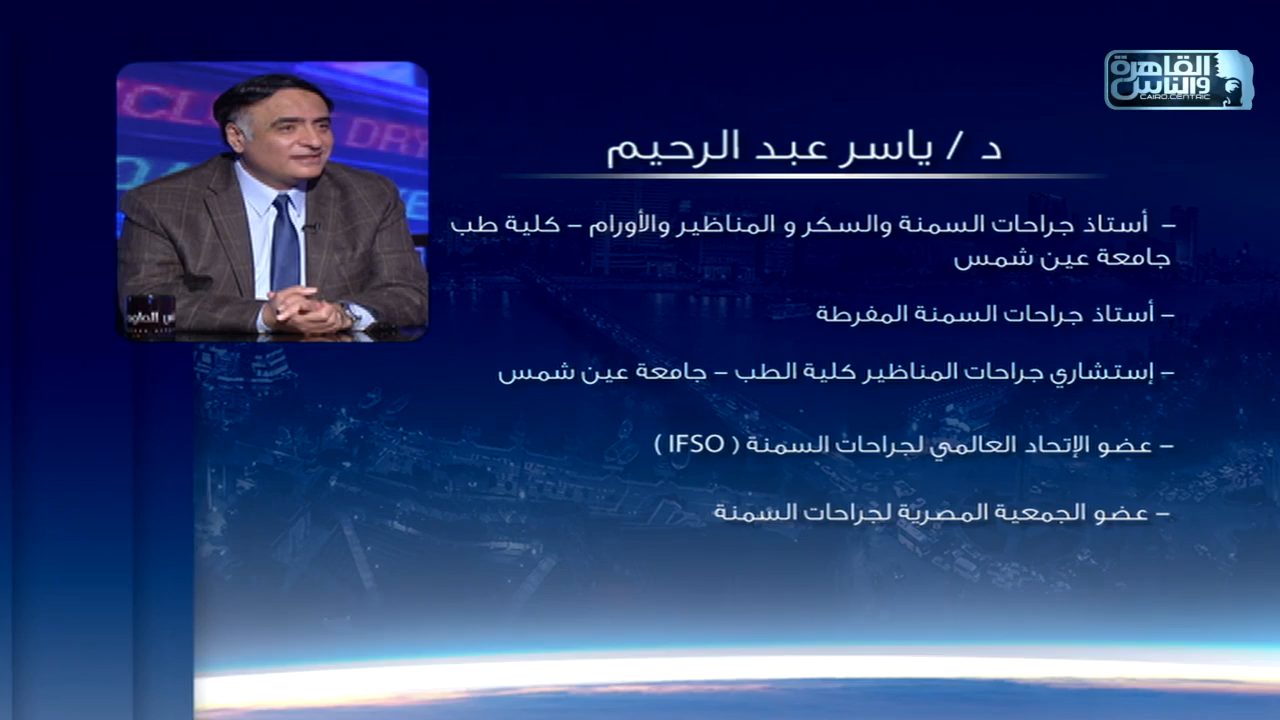 القاهرة
والناس
CAIRO.CENTRIC
د / ياسر عبد الرحيم
- أستاذ جراحات السمنة والسكر و المناظير والأورام - كلية طب
جامعة عين شمس
- أستاذ جراحات السمنة المفرطة
- إستشاري جراحات المناظير كلية الطب - جامعة عين شمس
- عضو الإتحاد العالمي لجراحات السمنة ( IFSO )
- عضو الجمعية المصرية لجراحات السمنة